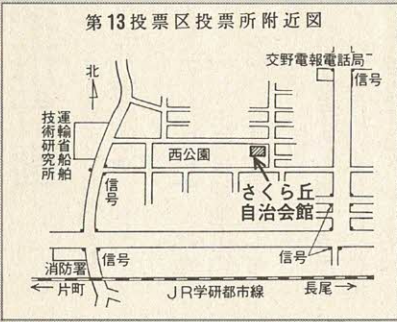 第13投票区投票所附近図
北
交野電報電話局
信号
運輸省船舶
技術研究所
西公園
さくら丘
自治会館
信号
信号
信号
消防署
片町
JR学研都市線
長尾